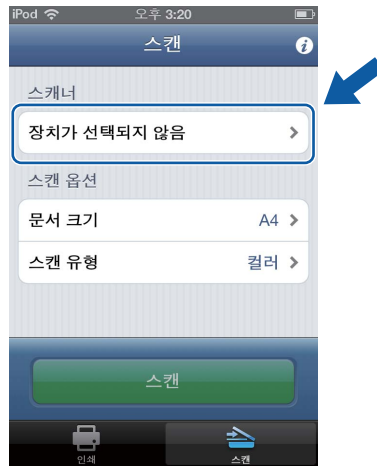 iPod 오후 3:20
스캔
스캐너
장치가 선택되지 않음
스캔 옵션
문서 크기 A4
스캔 유형 컬러
스캔
인쇄 스캔